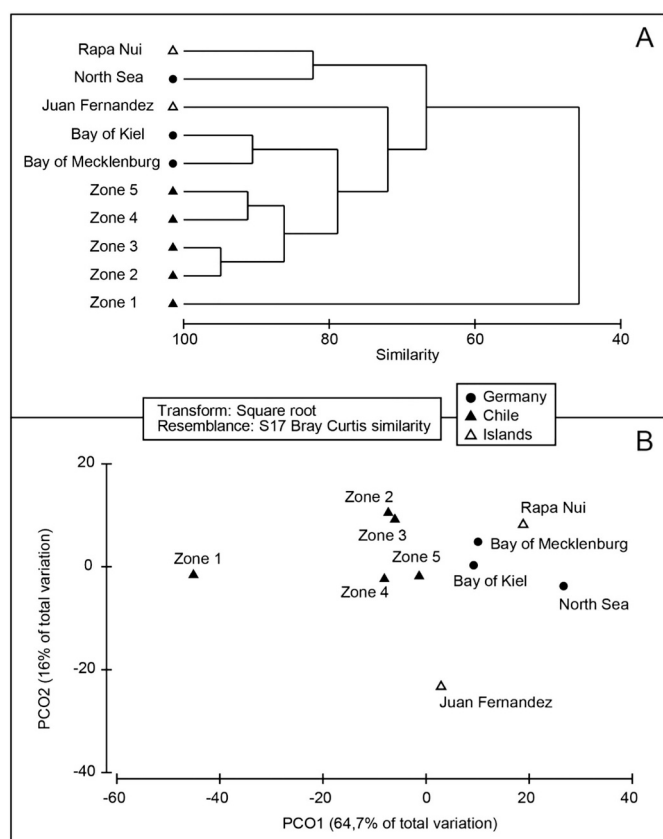 A
Rapa Nui
North Sea
Juan Fernandez
Bay of Kiel
Bay of Mecklenburg
Zone 5
Zone 4
Zone 3
Zone 2
Zone 1
100 80 60 40
Similarity
Transform: Square root
Resemblance: S17 Bray Curtis similarity
Germany
Chile
Islands
B
20
0
-20
-40
PCO2 (16% of total variation)
Zone 2
Rapa Nui
Zone 3
Bay of Mecklenburg
Zone 1
Zone 5
Bay of Kiel
Zone 4
North Sea
Juan Fernandez
-60 -40 -20 0 20 40
PCO1 (64,7% of total variation)